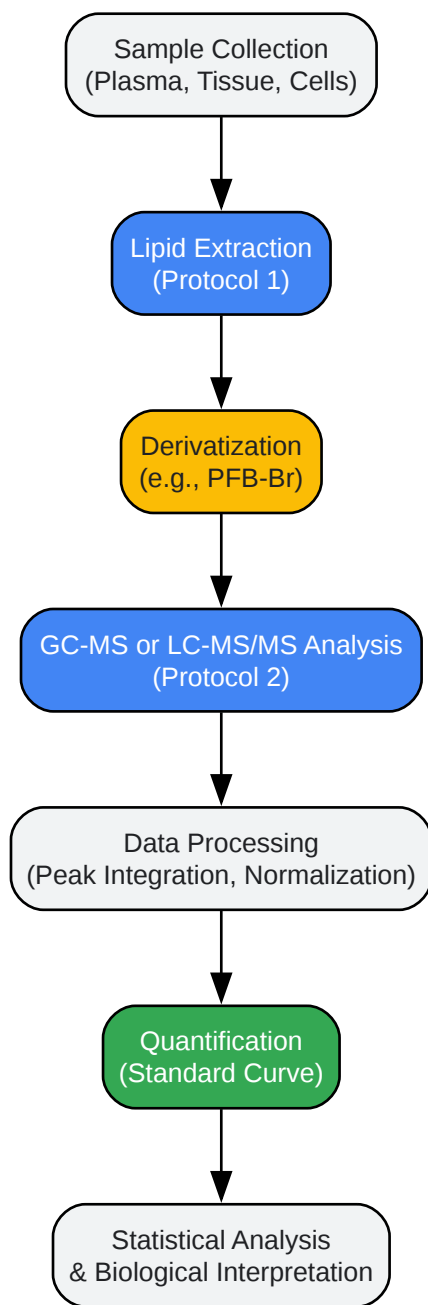 Sample Collection
(Plasma, Tissue, Cells)
Lipid Extraction
(Protocol 1)
Derivatization
(e.g., PFB-Br)
GC-MS or LC-MS/MS Analysis
(Protocol 2)
Data Processing
(Peak Integration, Normalization)
Quantification
(Standard Curve)
Statistical Analysis
& Biological Interpretation